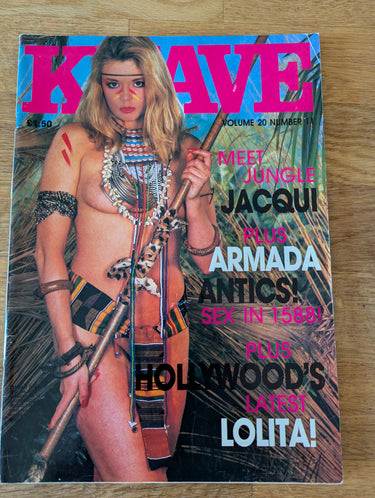 KNAVE
£1.50
VOLUME 20 NUMBER 11
MEET
JUNGLE
JACQUI
PLUS
ARMADA
ANTICS!
SEX IN 1588!
PLUS
HOLLYWOOD'S
LATEST
LOLITA!